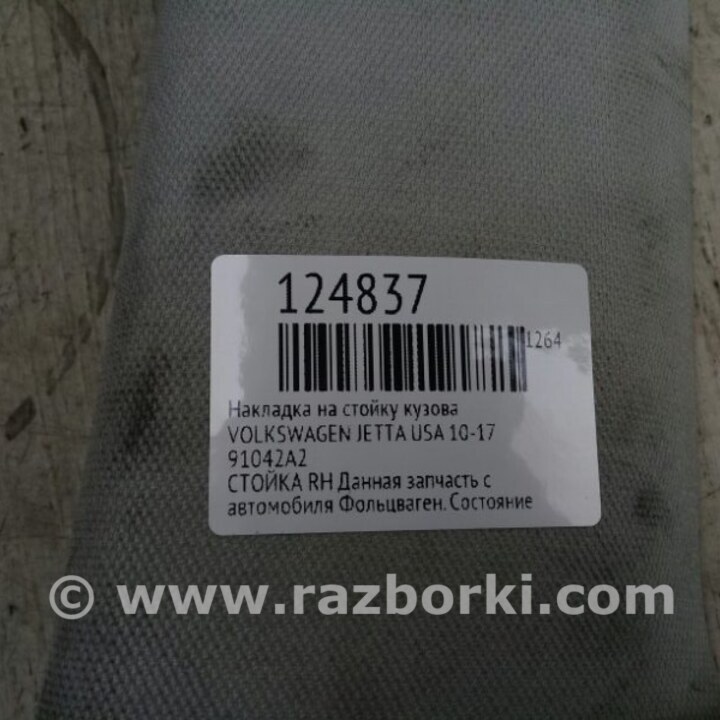 124837
1264
Накладка на стойку кузова
VOLKSWAGEN JETTA USA 10-17
91042A2
СТОЙКА RH Данная запчасть с
автомобиля Фольцваген. Состояние
© www.razborki.com